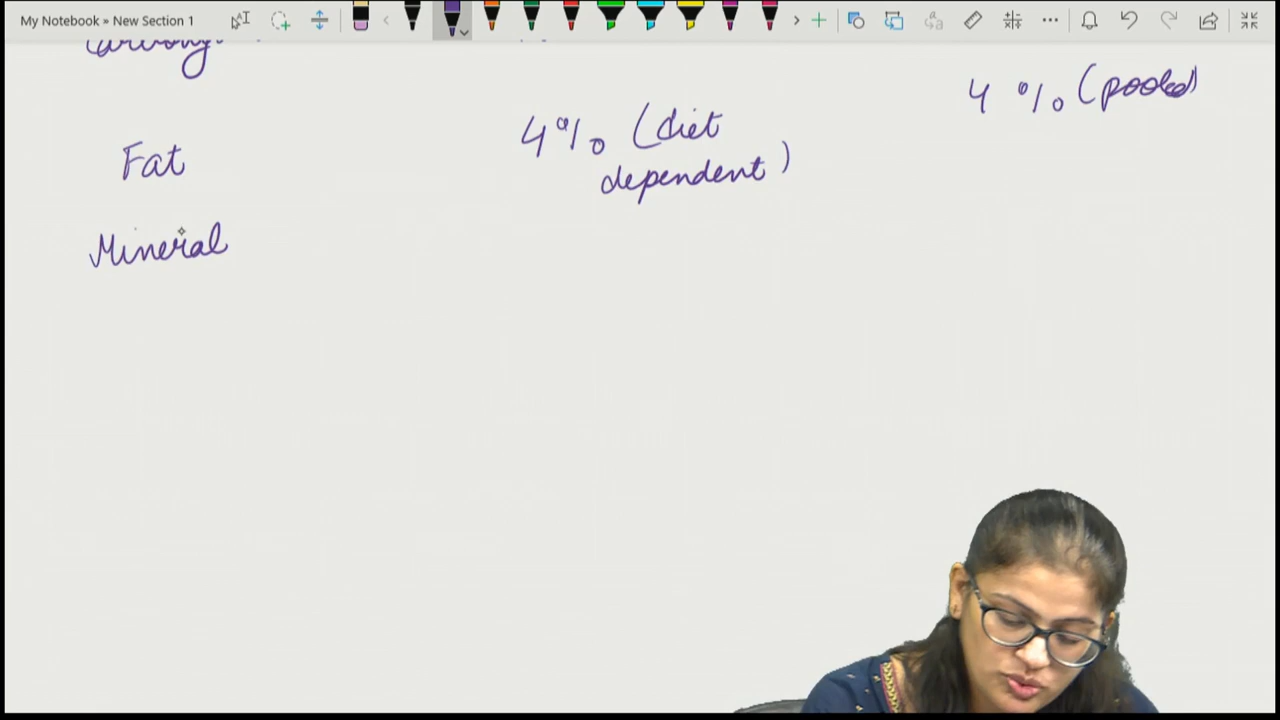 My Notebook » New Section 1
4 % (pooled)
Fat
4% (diet
dependent)
Mineral